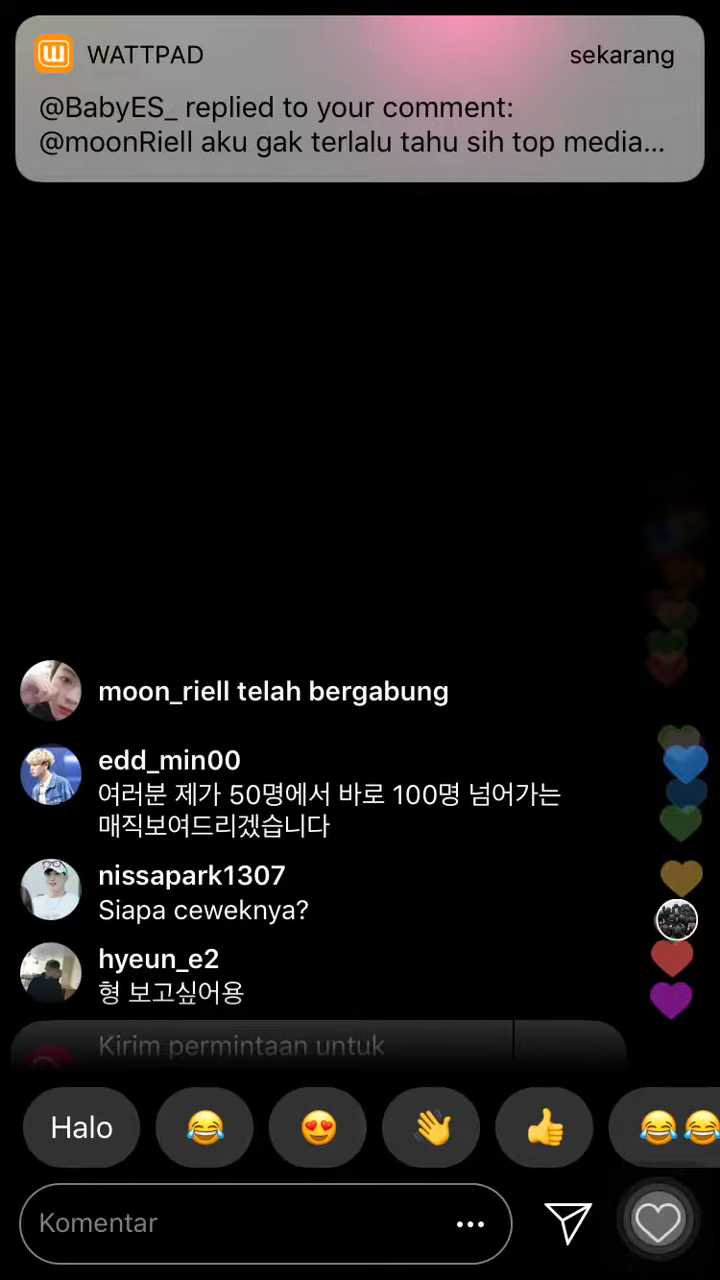 WATTPAD
sekarang
@BabyES_ replied to your comment:
@moonRiell aku gak terlalu tahu sih top media...
moon_riell telah bergabung
edd_min00
여러분 제가 50명에서 바로 100명 넘어가는
매직보여드리겠습니다
nissapark1307
Siapa ceweknya?
hyeun_e2
형 보고싶어용
Kirim permintaan untuk
Halo
Komentar